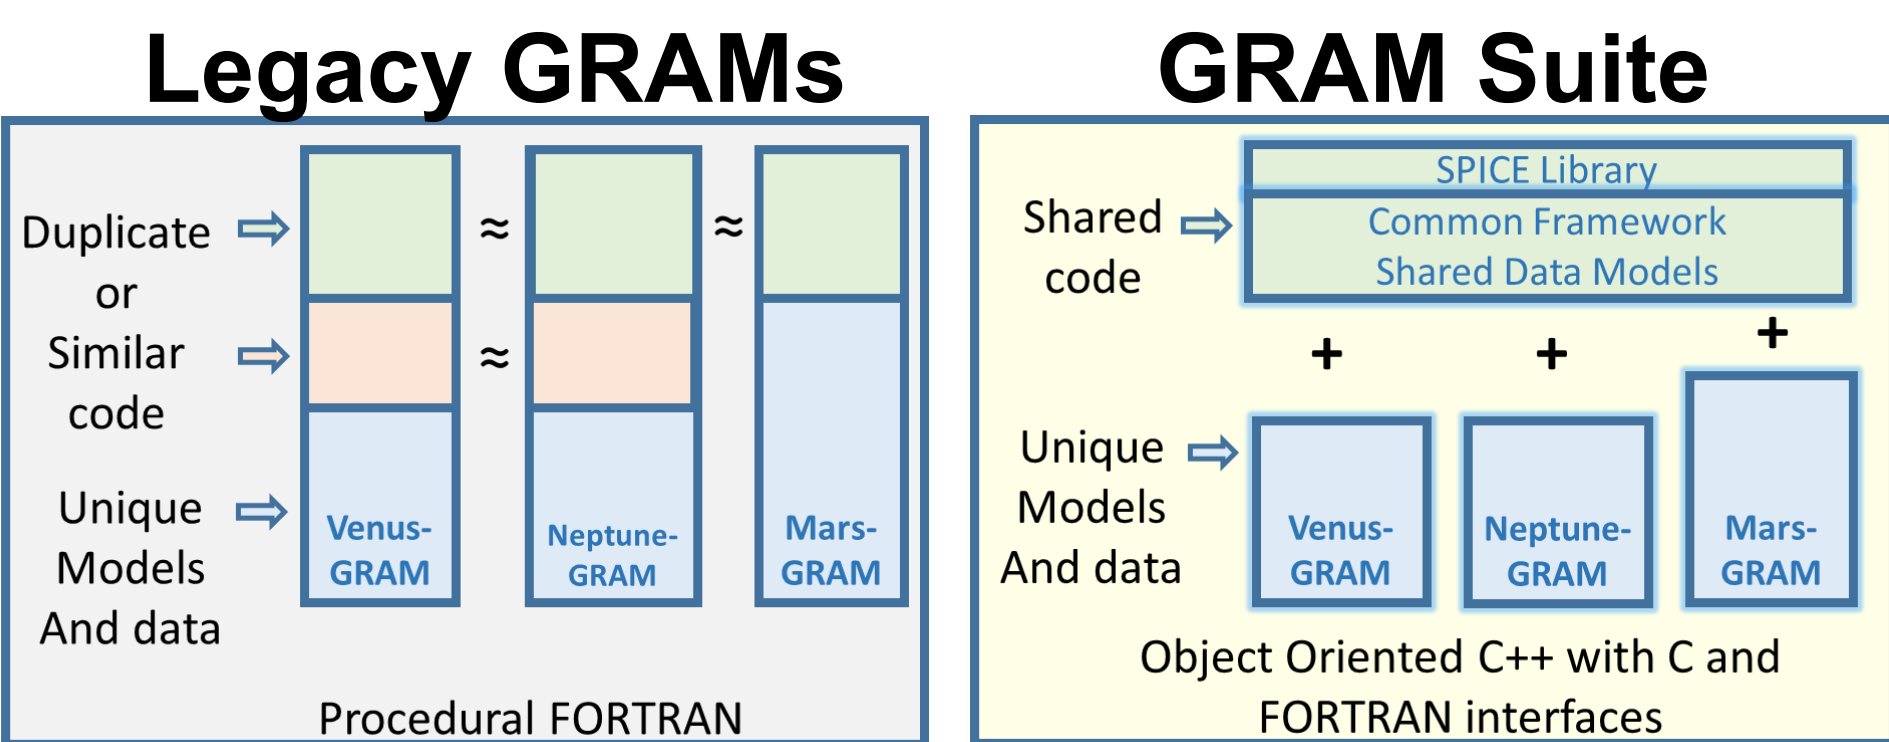 Legacy GRAMs
Duplicate
or
Similar
code
≈
≈
≈
Unique
Models
And data
Venus-
GRAM
Neptune-
GRAM
Mars-
GRAM
Procedural FORTRAN
GRAM Suite
Shared
code
SPICE Library
Common Framework
Shared Data Models
+
+
+
Unique
Models
And data
Venus-
GRAM
Neptune-
GRAM
Mars-
GRAM
Object Oriented C++ with C and
FORTRAN interfaces